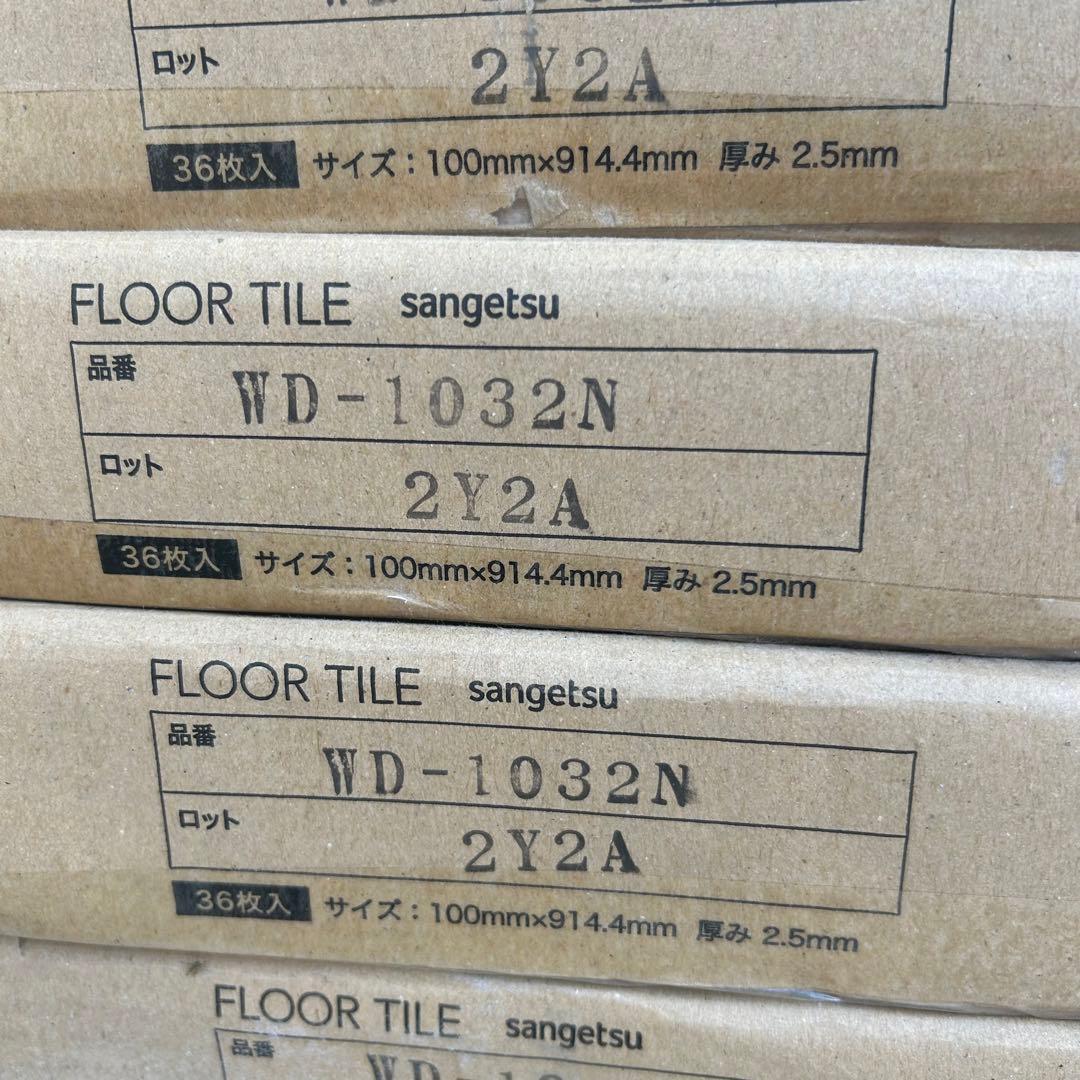 ロット 2Y2A
36枚入 サイズ：100mm×914.4mm 厚み 2.5mm
FLOOR TILE sangetsu
品番 WD-1032N
ロット 2Y2A
36枚入 サイズ：100mm×914.4mm 厚み 2.5mm
FLOOR TILE sangetsu
品番 WD-1032N
ロット 2Y2A
36枚入 サイズ：100mm×914.4mm 厚み 2.5mm
FLOOR TILE sangetsu
品番